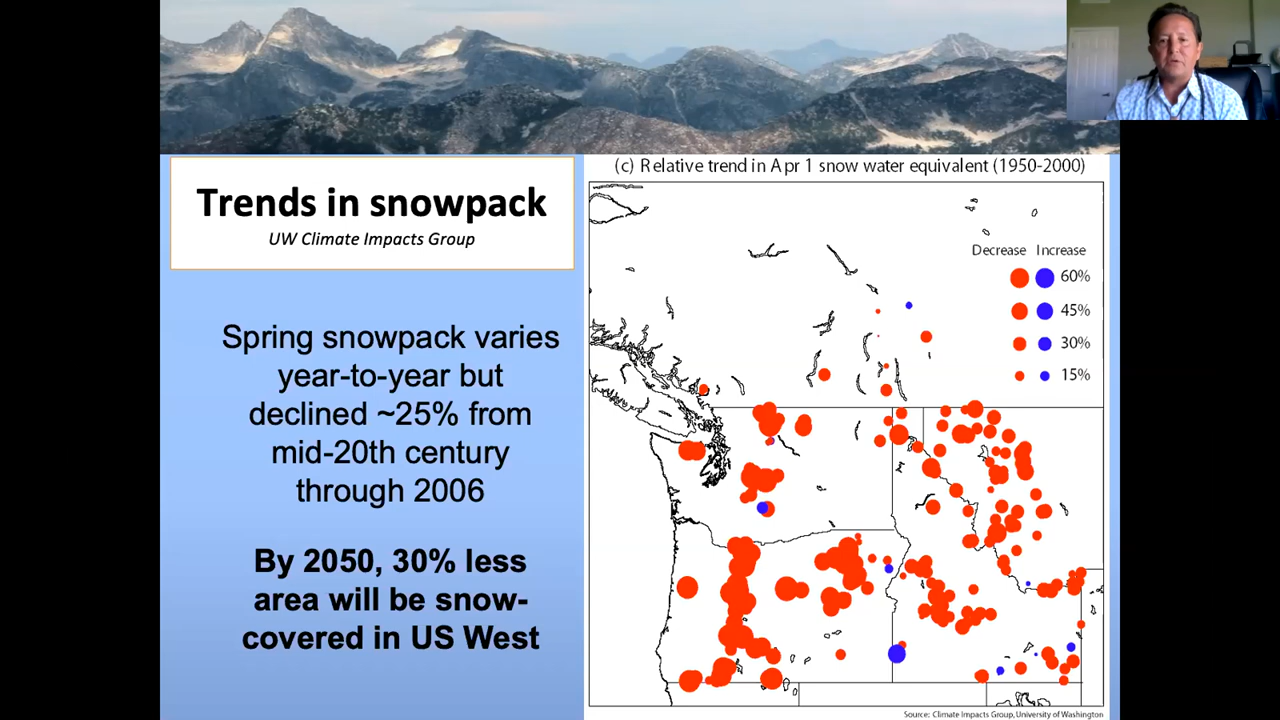 Trends in snowpack
UW Climate Impacts Group
Spring snowpack varies
year-to-year but
declined ~25% from
mid-20th century
through 2006
By 2050, 30% less
area will be snow-
covered in US West
(c) Relative trend in Apr 1 snow water equivalent (1950-2000)
Decrease Increase
60%
45%
30%
15%
Source: Climate Impacts Group, University of Washington